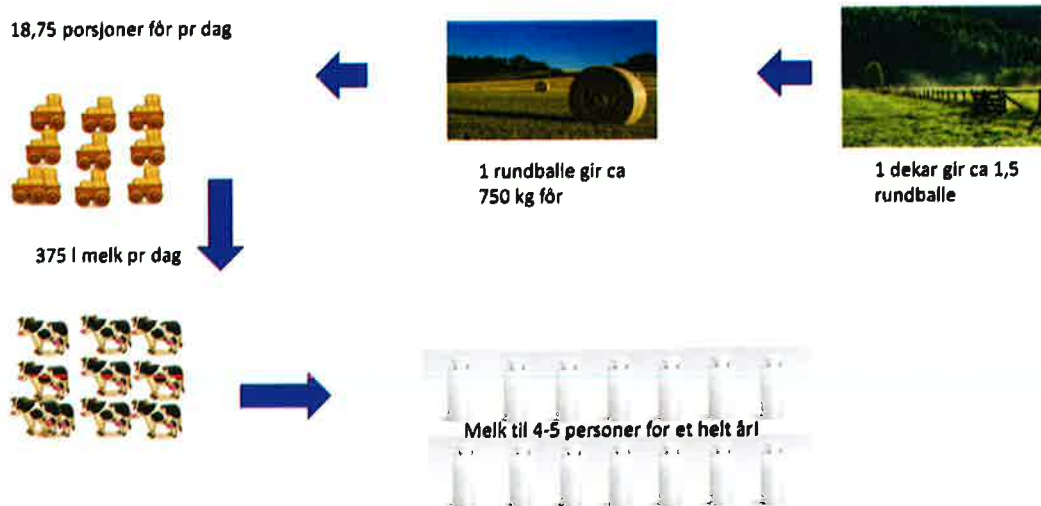 18,75 porsjoner fôr pr dag
1 rundballe gir ca
750 kg fôr
1 dekar gir ca 1,5
rundballe
375 l melk pr dag
Melk til 4-5 personer for et helt år!